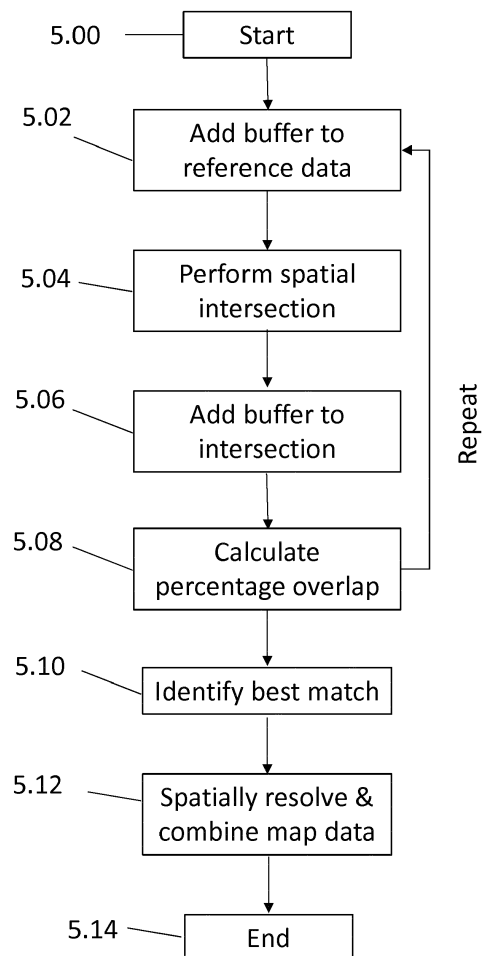 5.00
Start
5.02
Add buffer to
reference data
5.04
Perform spatial
intersection
5.06
Add buffer to
intersection
Repeat
5.08
Calculate
percentage overlap
5.10
Identify best match
5.12
Spatially resolve &
combine map data
5.14
End